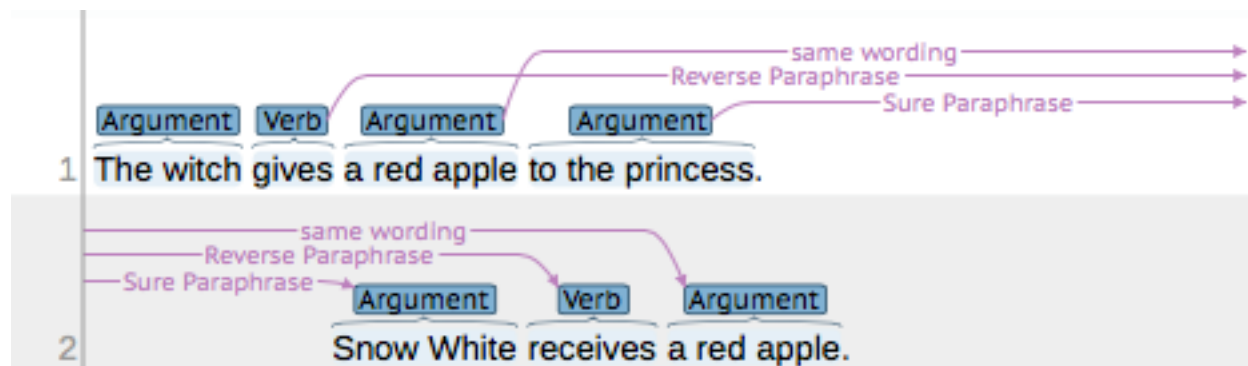 same wording
Reverse Paraphrase
Sure Paraphrase
Argument Verb Argument Argument
1 The witch gives a red apple to the princess.
same wording
Reverse Paraphrase
Sure Paraphrase
Argument Verb Argument
2 Snow White receives a red apple.